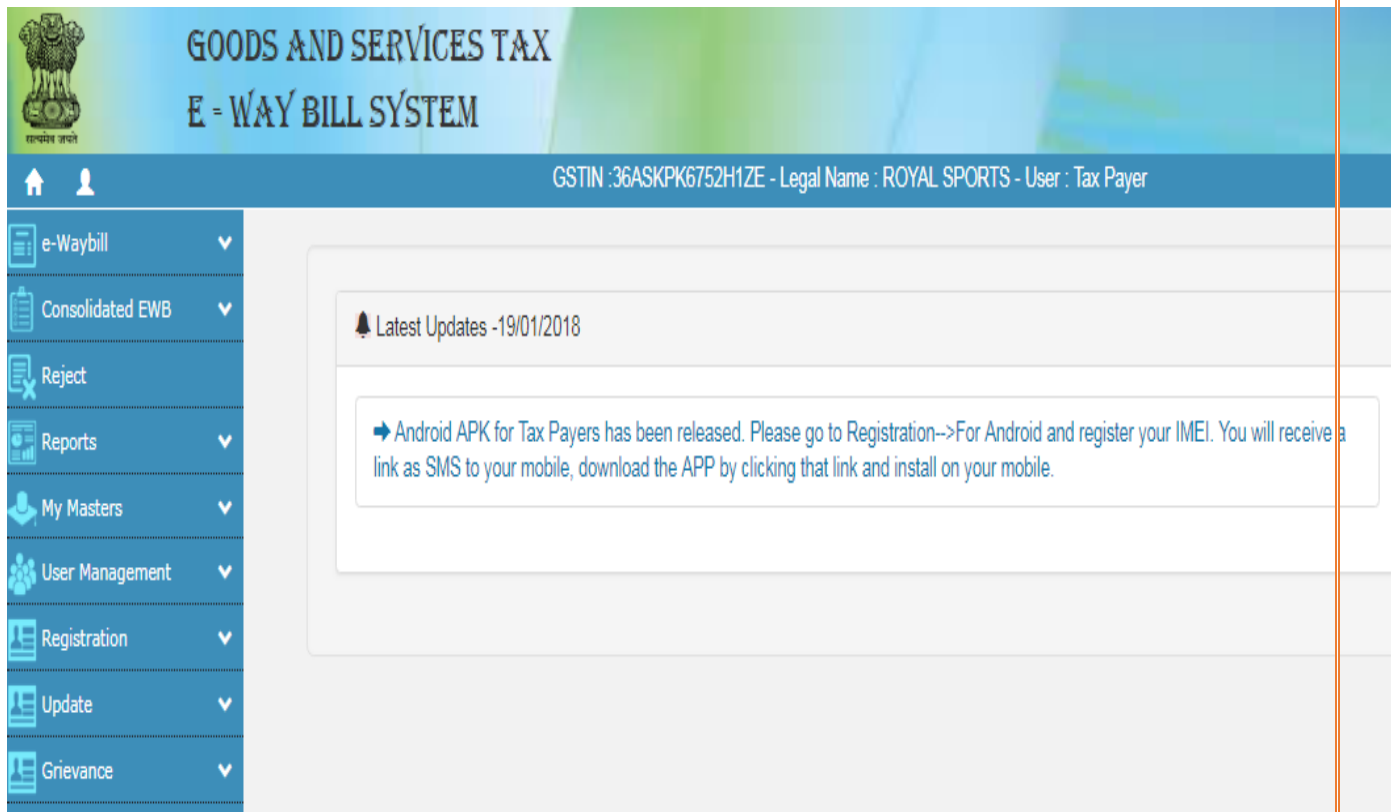 GOODS AND SERVICES TAX
E - WAY BILL SYSTEM
सत्यमेव जयते
GSTIN :36ASKPK6752H1ZE - Legal Name : ROYAL SPORTS - User : Tax Payer
e-Waybill
Consolidated EWB
Reject
Reports
My Masters
User Management
Registration
Update
Grievance
Latest Updates -19/01/2018
Android APK for Tax Payers has been released. Please go to Registration-->For Android and register your IMEI. You will receive a
link as SMS to your mobile, download the APP by clicking that link and install on your mobile.